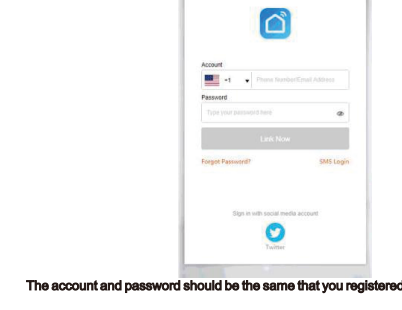 Account
+1
Phone Number/Email Address
Password
Type your password here
Link Now
Forgot Password? SMS Login
Sign in with social media account
Twitter
The account and password should be the same that you registered